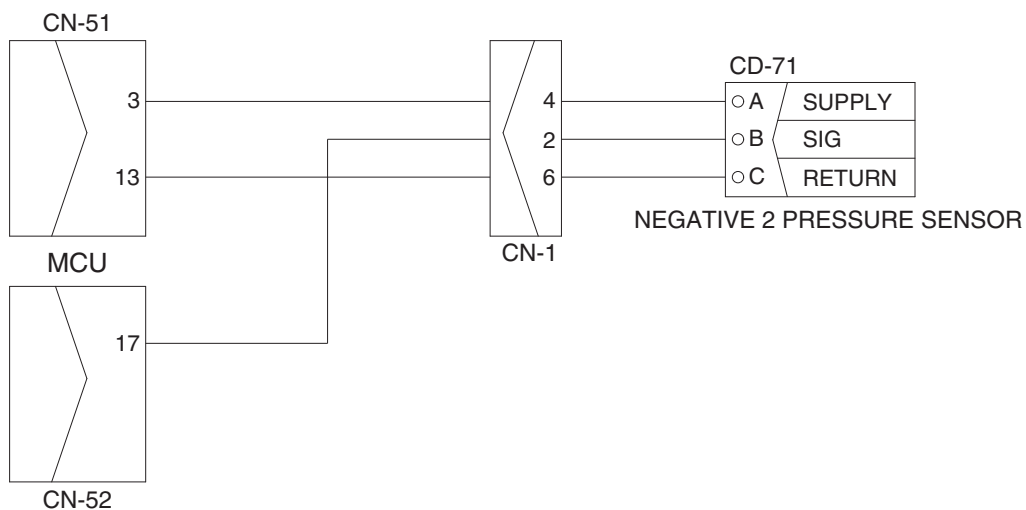 CN-51
3
13
MCU
17
CN-52
4
2
6
CN-1
CD-71
A SUPPLY
B SIG
C RETURN
NEGATIVE 2 PRESSURE SENSOR